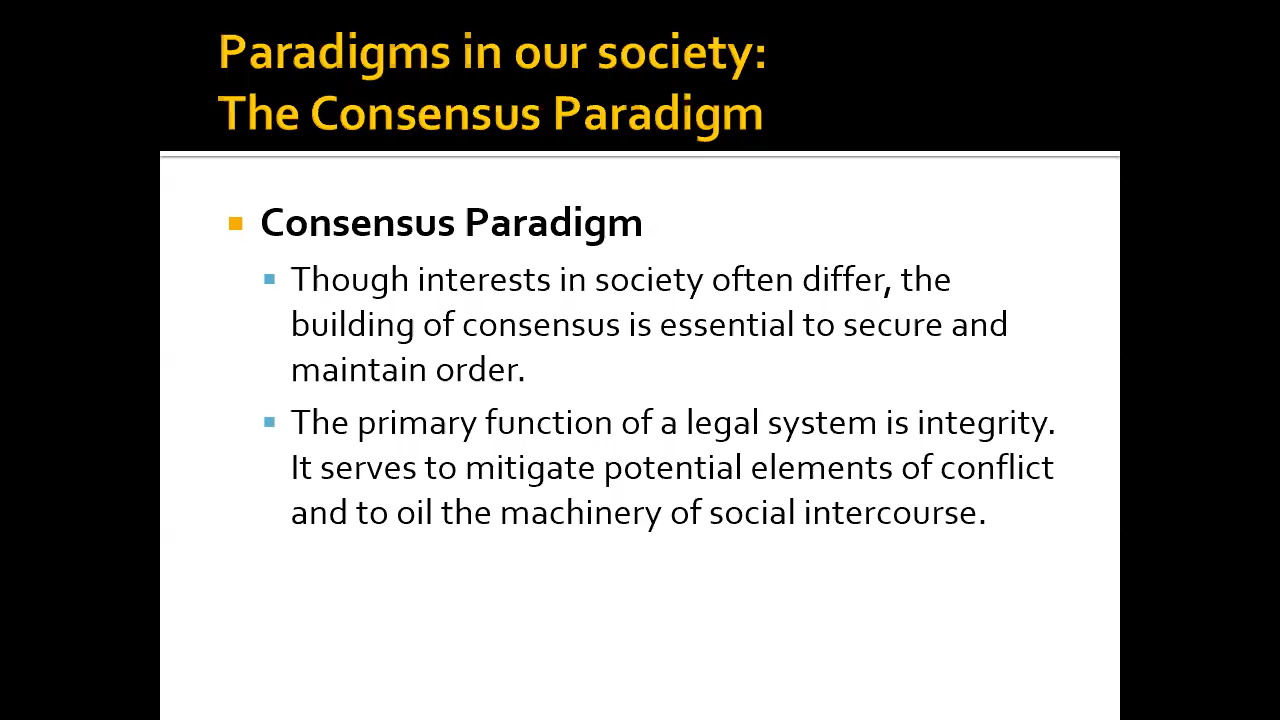 Paradigms in our society:
The Consensus Paradigm
Consensus Paradigm
Though interests in society often differ, the
building of consensus is essential to secure and
maintain order.
The primary function of a legal system is integrity.
It serves to mitigate potential elements of conflict
and to oil the machinery of social intercourse.